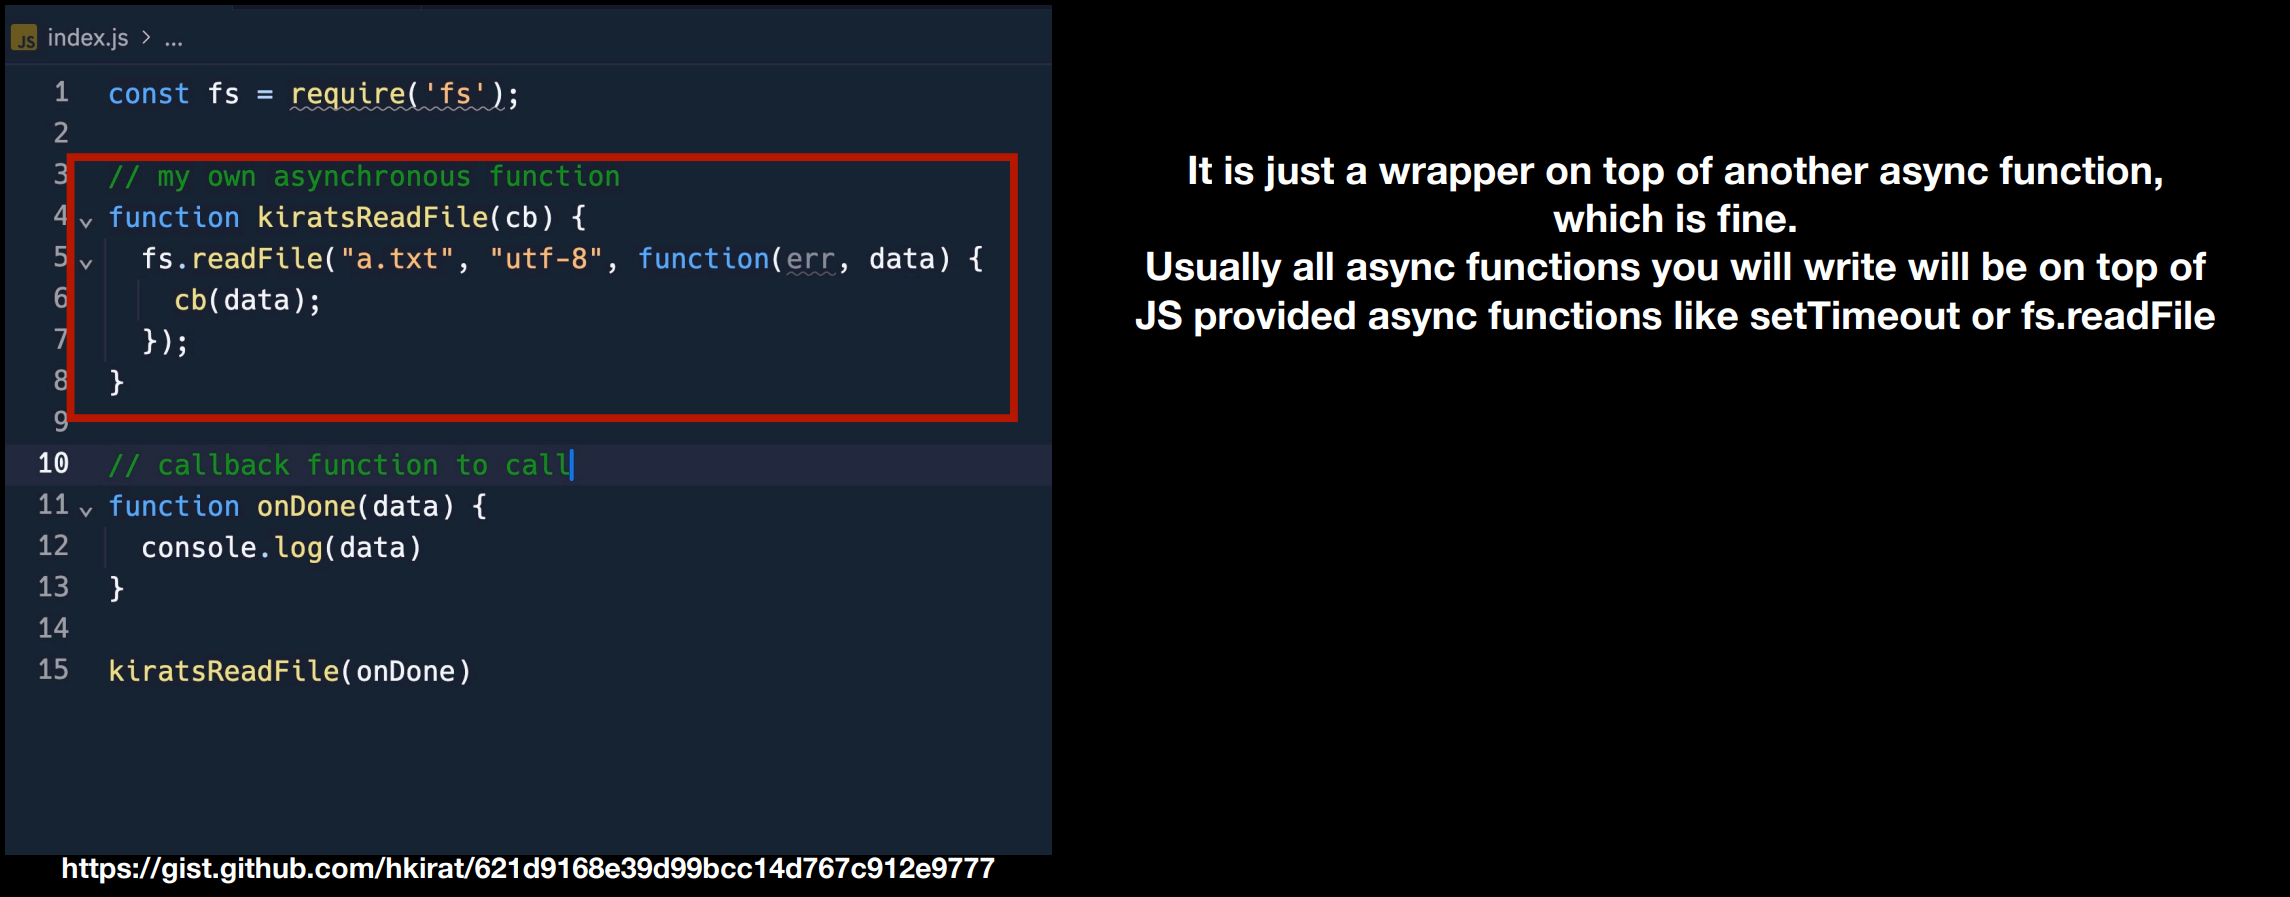 JS index.js > ...
1 const fs = require('fs');
2
3 // my own asynchronous function
4 function kiratsReadFile(cb) {
5 fs.readFile("a.txt", "utf-8", function(err, data) {
6 cb(data);
7 });
8 }
9
10 // callback function to call
11 function onDone(data) {
12 console.log(data)
13 }
14
15 kiratsReadFile(onDone)
https://gist.github.com/hkirat/621d9168e39d99bcc14d767c912e9777
It is just a wrapper on top of another async function,
which is fine.
Usually all async functions you will write will be on top of
JS provided async functions like setTimeout or fs.readFile